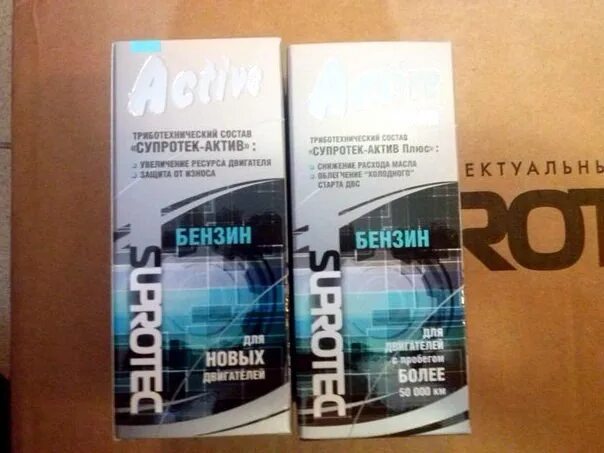 Active
ТРИБОТЕХНИЧЕСКИЙ СОСТАВ
«СУПРОТЕК-АКТИВ» :
УВЕЛИЧЕНИЕ РЕСУРСА ДВИГАТЕЛЯ
ЗАЩИТА ОТ ИЗНОСА
БЕНЗИН
SUPROTEC
ДЛЯ
НОВЫХ
ДВИГАТЕЛЕЙ
Active
ТРИБОТЕХНИЧЕСКИЙ СОСТАВ
«СУПРОТЕК-АКТИВ Плюс» :
СНИЖЕНИЕ РАСХОДА МАСЛА
ОБЛЕГЧЕНИЕ "ХОЛОДНОГО"
СТАРТА ДВС
БЕНЗИН
SUPROTEC
ДЛЯ
ДВИГАТЕЛЕЙ
с пробегом
БОЛЕЕ
50 000 км
ЕКТУАЛЬНЫ
ROT